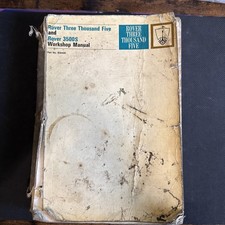 Rover Three Thousand Five
and
Rover 3500S
Workshop Manual
ROVER
THREE
THOUSAND
FIVE